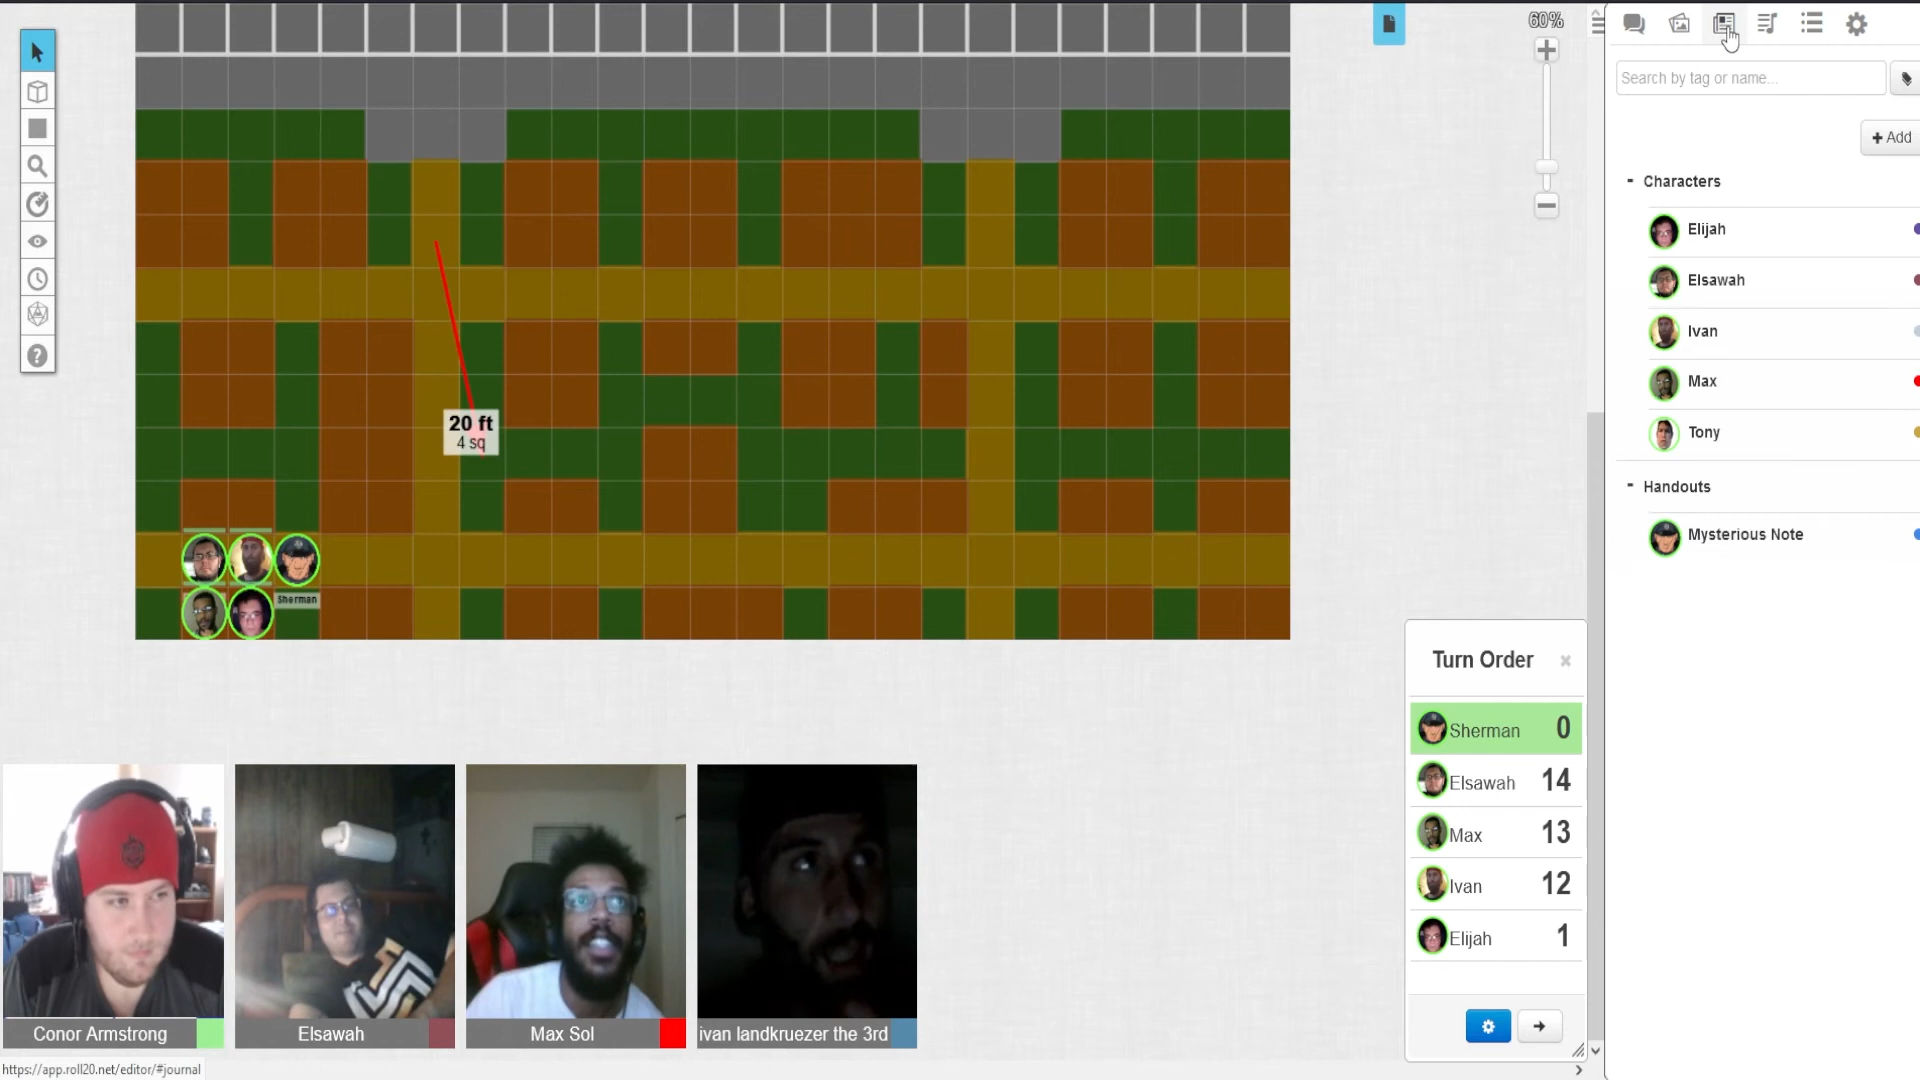 60%
Search by tag or name...
+ Add
- Characters
Elijah
Elsawah
Ivan
Max
Tony
- Handouts
Mysterious Note
20 ft
4 sq
Sherman
Turn Order ×
Sherman 0
Elsawah 14
Max 13
Ivan 12
Elijah 1
Conor Armstrong
Elsawah
Max Sol
ivan landkruezer the 3rd
https://app.roll20.net/editor/#journal